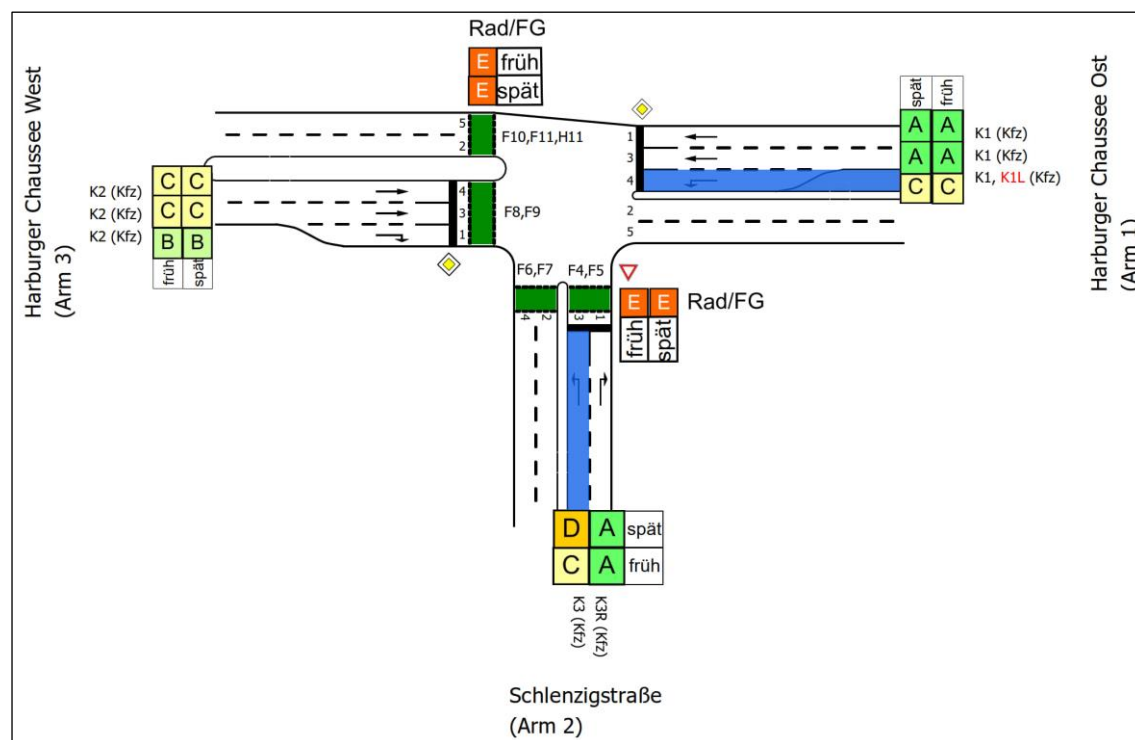 Rad/FG
E früh
E spät
Harburger Chaussee West
(Arm 3)
Harburger Chaussee Ost
(Arm 1)
spät früh
A A K1 (Kfz)
A A K1 (Kfz)
C C K1, K1L (Kfz)
5
2
F10,F11,H11
1
3
4
2
5
K2 (Kfz) C C
K2 (Kfz) C C
K2 (Kfz) B B
früh spät
4
3
1
F8,F9
F6,F7 F4,F5
4 2 3 1
E E Rad/FG
früh spät
D A spät
C A früh
K3 (Kfz) K3R (Kfz)
Schlenzigstraße
(Arm 2)